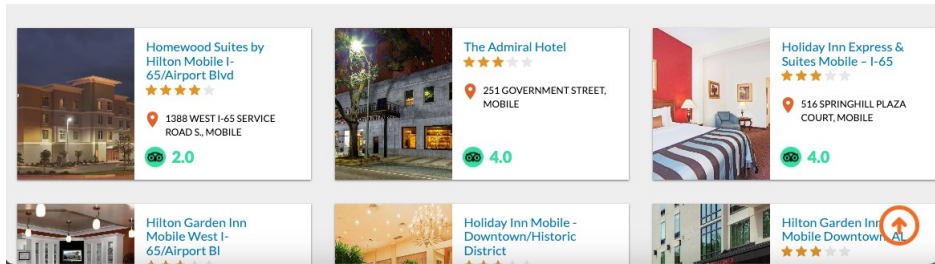 Homewood Suites by
Hilton Mobile I-
65/Airport Blvd
1388 WEST I-65 SERVICE
ROAD S., MOBILE
2.0
The Admiral Hotel
251 GOVERNMENT STREET,
MOBILE
4.0
Holiday Inn Express &
Suites Mobile – I-65
516 SPRINGHILL PLAZA
COURT, MOBILE
4.0
Hilton Garden Inn
Mobile West I-
65/Airport Bl
Holiday Inn Mobile -
Downtown/Historic
District
Hilton Garden Inn
Mobile Downtown, AL